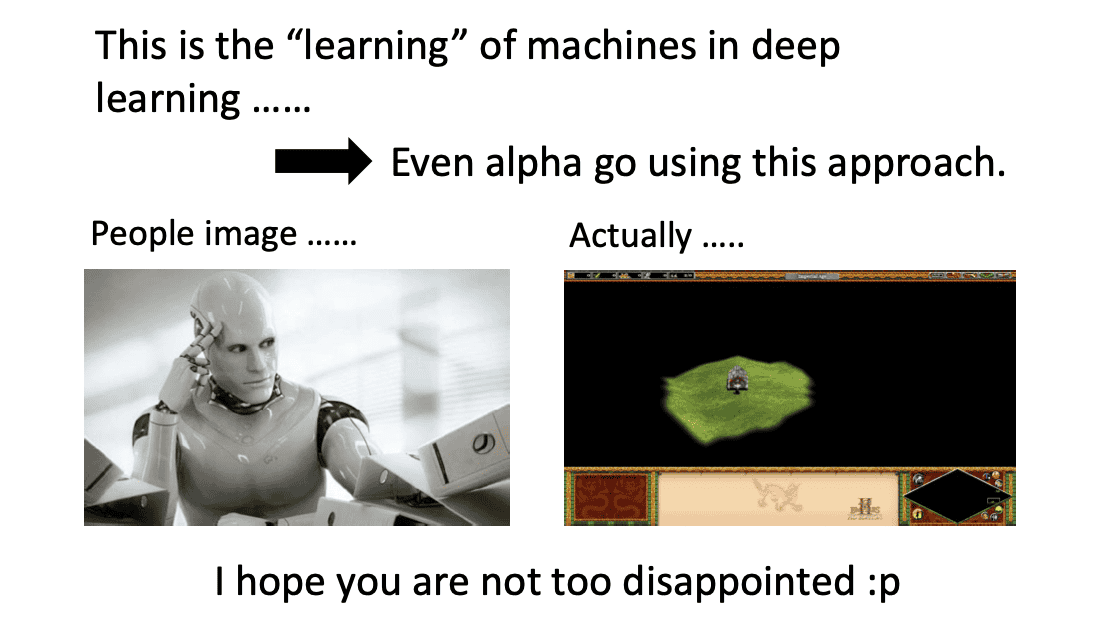 This is the “learning” of machines in deep
learning ……
Even alpha go using this approach.
People image ……
Actually …..
I hope you are not too disappointed :p